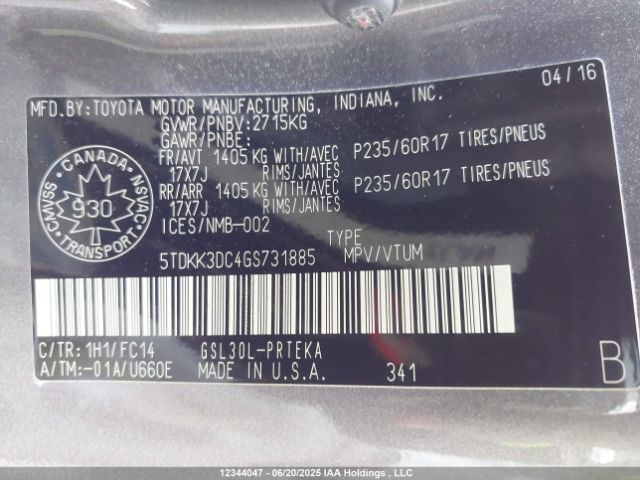 04/16
MFD.BY:TOYOTA MOTOR MANUFACTURING, INDIANA, INC.
GVWR/PNBV:2715KG
GAWR/PNBE:
FR/AVT 1405 KG WITH/AVEC P235/60R17 TIRES/PNEUS
17X7J RIMS/JANTES
RR/ARR 1405 KG WITH/AVEC P235/60R17 TIRES/PNEUS
17X7J RIMS/JANTES
ICES/NMB-002
CANADA
CMVSS 930 NSVAC
TRANSPORT
TYPE
5TDKK3DC4GS731885 MPV/VTUM
C/TR: 1H1/FC14 GSL30L-PRTEKA
A/TM:-01A/U660E MADE IN U.S.A. 341 B
12344047 - 06/20/2025 IAA Holdings , LLC